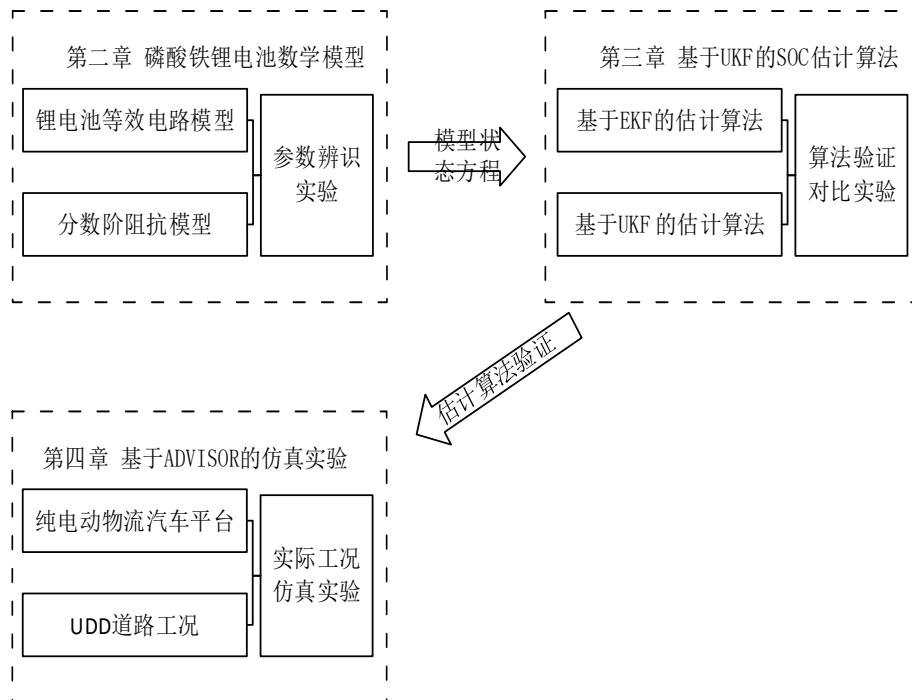 第二章 磷酸铁锂电池数学模型
锂电池等效电路模型
分数阶阻抗模型
参数辨识
实验
模型状
态方程
第三章 基于UKF的SOC估计算法
基于EKF的估计算法
基于UKF 的估计算法
算法验证
对比实验
估计算法验证
第四章 基于ADVISOR的仿真实验
纯电动物流汽车平台
UDD道路工况
实际工况
仿真实验